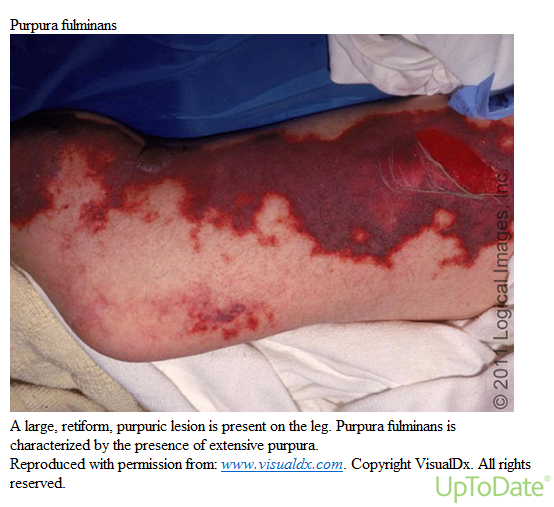 Purpura fulminans
© 2011 Logical Images, Inc.
A large, retiform, purpuric lesion is present on the leg. Purpura fulminans is
characterized by the presence of extensive purpura.
Reproduced with permission from: www.visualdx.com. Copyright VisualDx. All rights
reserved.
UpToDate®